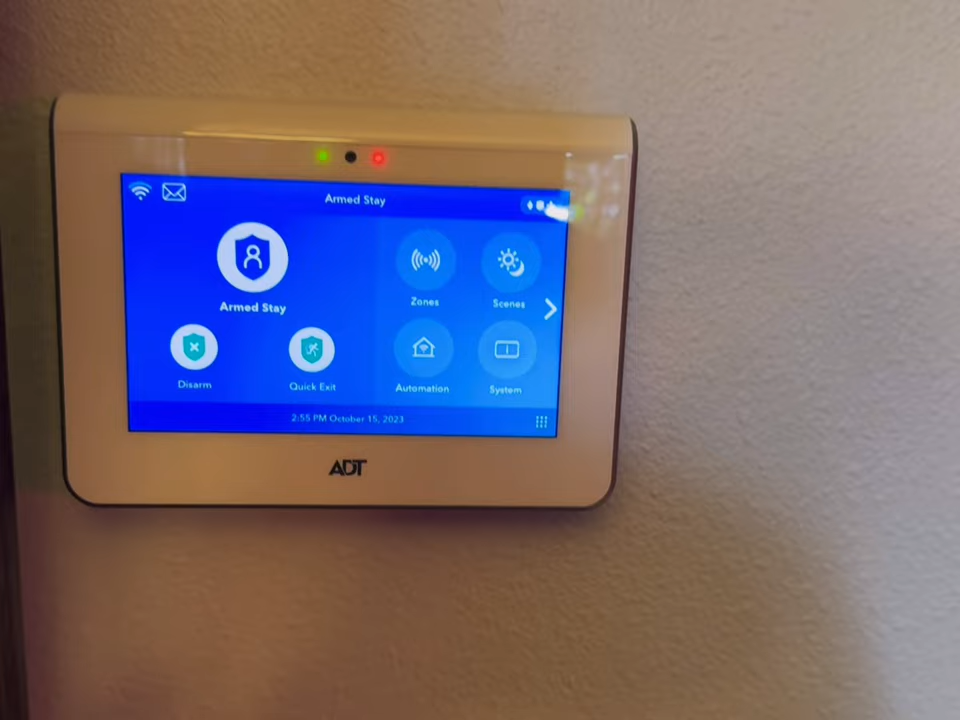 Armed Stay
Armed Stay
Zones
Scenes
Disarm
Quick Exit
Automation
System
2:55 PM October 15, 2023
ADT